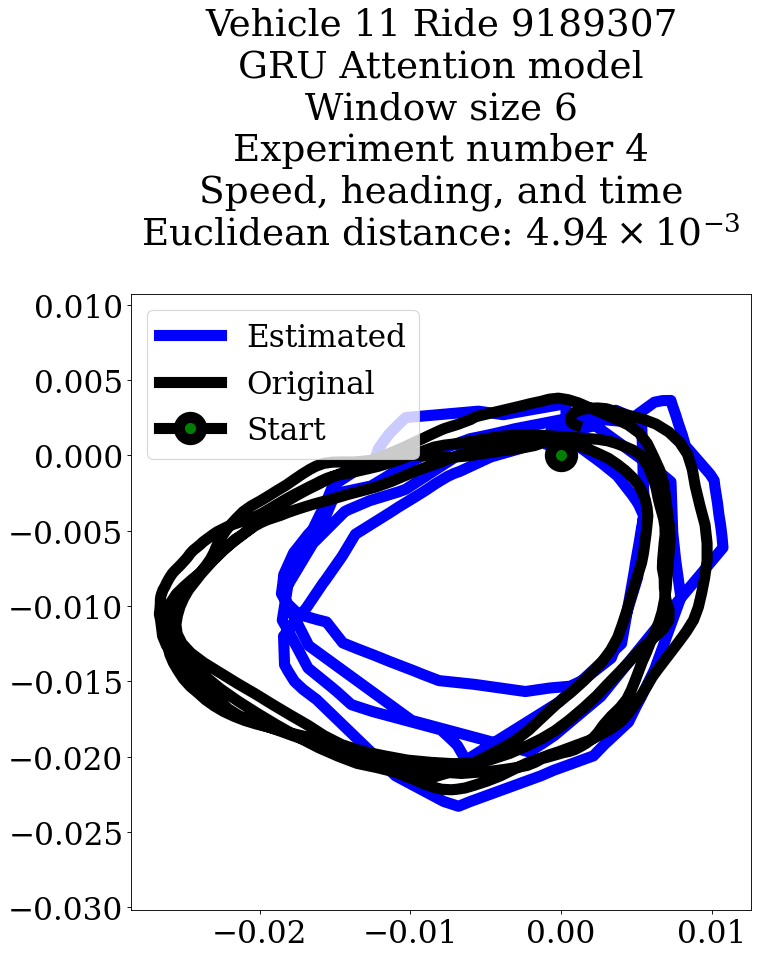 Vehicle 11 Ride 9189307
GRU Attention model
Window size 6
Experiment number 4
Speed, heading, and time
Euclidean distance: 4.94 × 10⁻³
0.010
Estimated
0.005
Original
Start
0.000
−0.005
−0.010
−0.015
−0.020
−0.025
−0.030
−0.02 −0.01 0.00 0.01